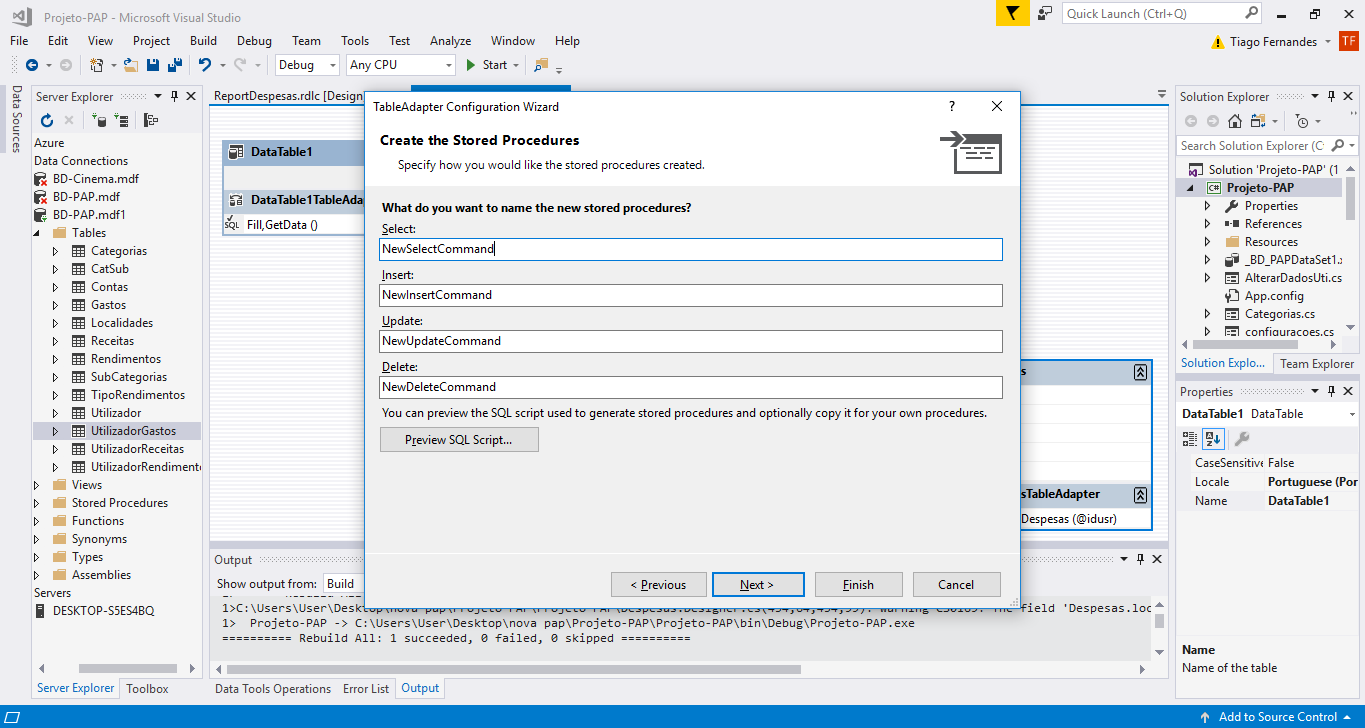 Projeto-PAP - Microsoft Visual Studio
Quick Launch (Ctrl+Q)
File Edit View Project Build Debug Team Tools Test Analyze Window Help
Tiago Fernandes
TF
Debug
Any CPU
Start
Data Sources
Server Explorer
Azure
Data Connections
BD-Cinema.mdf
BD-PAP.mdf
BD-PAP.mdf1
Tables
Categorias
CatSub
Contas
Gastos
Localidades
Receitas
Rendimentos
SubCategorias
TipoRendimentos
Utilizador
UtilizadorGastos
UtilizadorReceitas
UtilizadorRendimento
Views
Stored Procedures
Functions
Synonyms
Types
Assemblies
Servers
DESKTOP-S5ES4BQ
Server Explorer
Toolbox
ReportDespesas.rdlc [Design
DataTable1
DataTable1TableAda
SQL
Fill,GetData ()
TableAdapter Configuration Wizard
?
Create the Stored Procedures
Specify how you would like the stored procedures created.
What do you want to name the new stored procedures?
Select:
NewSelectCommand
Insert:
NewInsertCommand
Update:
NewUpdateCommand
Delete:
NewDeleteCommand
You can preview the SQL script used to generate stored procedures and optionally copy it for your own procedures.
Preview SQL Script...
< Previous
Next >
Finish
Cancel
s
sTableAdapter
Despesas (@idusr)
Output
Show output from:
Build
1>C:\Users\User\Desktop\nova pap\Projeto-PAP\Projeto-PAP\Despesas.Designer.cs(454,64,454,99): warning CS0169: The field 'Despesas.loc
1>  Projeto-PAP -> C:\Users\User\Desktop\nova pap\Projeto-PAP\Projeto-PAP\bin\Debug\Projeto-PAP.exe
========== Rebuild All: 1 succeeded, 0 failed, 0 skipped ==========
Data Tools Operations
Error List
Output
Solution Explorer
Search Solution Explorer (C
Solution 'Projeto-PAP' (1
C#
Projeto-PAP
Properties
References
Resources
_BD_PAPDataSet1.x
AlterarDadosUti.cs
App.config
Categorias.cs
configuracoes.cs
Solution Explo...
Team Explorer
Properties
DataTable1 DataTable
CaseSensitive False
Locale Portuguese (Por
Name DataTable1
Name
Name of the table
Add to Source Control